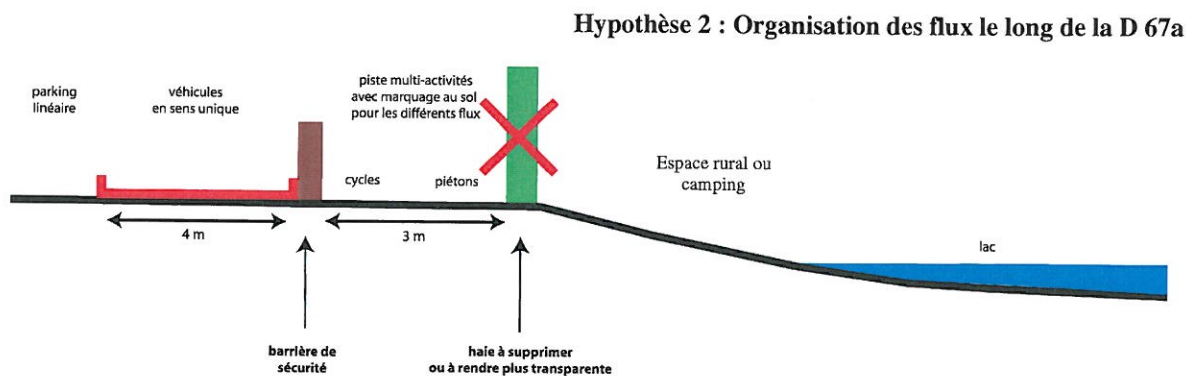 Hypothèse 2 : Organisation des flux le long de la D 67a
parking
linéaire
véhicules
en sens unique
piste multi-activités
avec marquage au sol
pour les différents flux
Espace rural ou
camping
cycles
piétons
4 m
3 m
lac
barrière de
sécurité
haie à supprimer
ou à rendre plus transparente